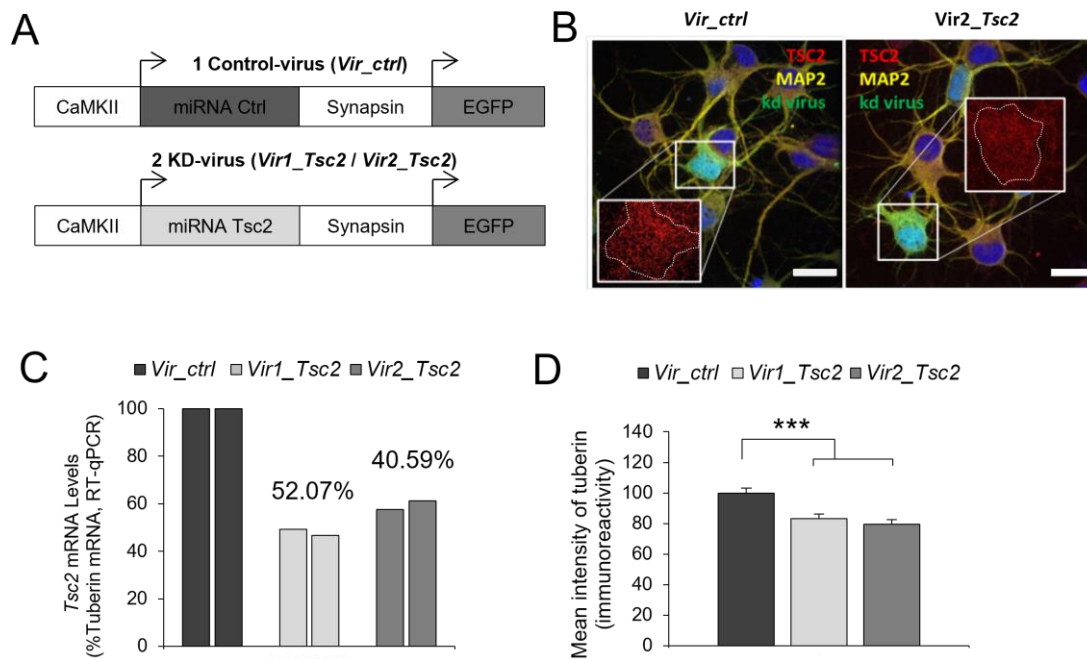 A
1 Control-virus (Vir_ctrl)
CaMKII miRNA Ctrl Synapsin EGFP
2 KD-virus (Vir1_Tsc2 / Vir2_Tsc2)
CaMKII miRNA Tsc2 Synapsin EGFP
B
Vir_ctrl Vir2_Tsc2
TSC2
MAP2
kd virus
TSC2
MAP2
kd virus
C
Vir_ctrl Vir1_Tsc2 Vir2_Tsc2
Tsc2 mRNA Levels
(%Tuberin mRNA, RT-qPCR)
100
80
60
40
20
0
52.07%
40.59%
D
Vir_ctrl Vir1_Tsc2 Vir2_Tsc2
Mean intensity of tuberin
(immunoreactivity)
140
120
100
80
60
40
20
0
***